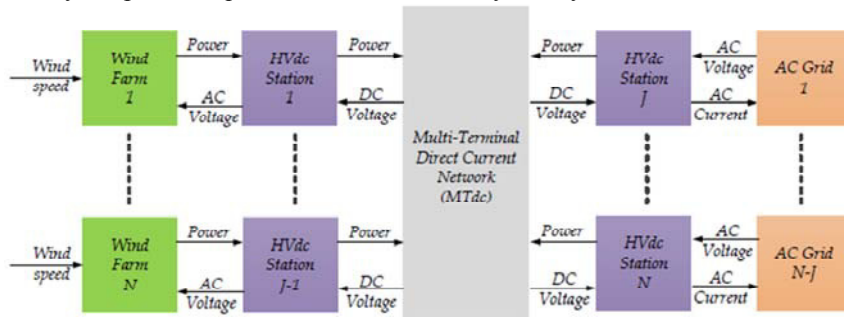 Wind
speed
Wind
Farm
1
Power
AC
Voltage
HVdc
Station
1
Power
DC
Voltage
Multi-Terminal
Direct Current
Network
(MTdc)
Power
DC
Voltage
HVdc
Station
J
AC
Voltage
AC
Current
AC Grid
1
Wind
speed
Wind
Farm
N
Power
AC
Voltage
HVdc
Station
J-1
Power
DC
Voltage
Power
DC
Voltage
HVdc
Station
N
AC
Voltage
AC
Current
AC Grid
N-J